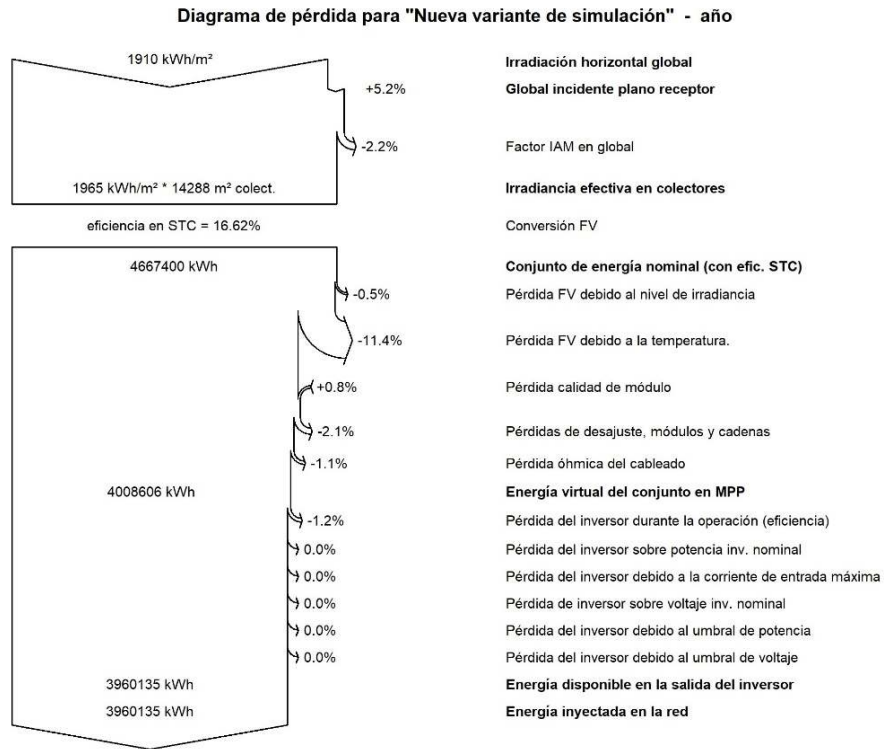 Diagrama de pérdida para "Nueva variante de simulación" - año
1910 kWh/m² Irradiación horizontal global
+5.2% Global incidente plano receptor
-2.2% Factor IAM en global
1965 kWh/m² * 14288 m² colect. Irradiancia efectiva en colectores
eficiencia en STC = 16.62% Conversión FV
4667400 kWh Conjunto de energía nominal (con efic. STC)
-0.5% Pérdida FV debido al nivel de irradiancia
-11.4% Pérdida FV debido a la temperatura.
+0.8% Pérdida calidad de módulo
-2.1% Pérdidas de desajuste, módulos y cadenas
-1.1% Pérdida óhmica del cableado
4008606 kWh Energía virtual del conjunto en MPP
-1.2% Pérdida del inversor durante la operación (eficiencia)
0.0% Pérdida del inversor sobre potencia inv. nominal
0.0% Pérdida del inversor debido a la corriente de entrada máxima
0.0% Pérdida de inversor sobre voltaje inv. nominal
0.0% Pérdida del inversor debido al umbral de potencia
0.0% Pérdida del inversor debido al umbral de voltaje
3960135 kWh Energía disponible en la salida del inversor
3960135 kWh Energía inyectada en la red